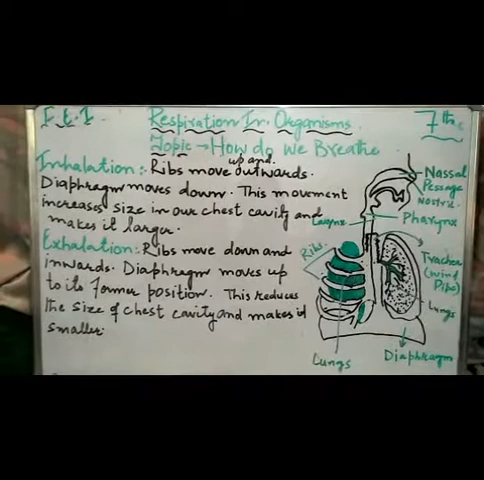 F.E.I
Respiration In Organisms
7th c
Topic → How do We Breathe
Inhalation:- Ribs move up and outwards.
Diaphragm moves down. This movement
increases size in our chest cavity and
makes it larger.
Exhalation:- Ribs move down and
inwards. Diaphragm moves up
to its former position. This reduces
the size of chest cavity and makes it
smaller.
Nassal
Pessage
Nostril
Larynx
Pharynx
Ribs
Trachea
(wind
Pipe)
Lungs
Lungs
Diaphragm